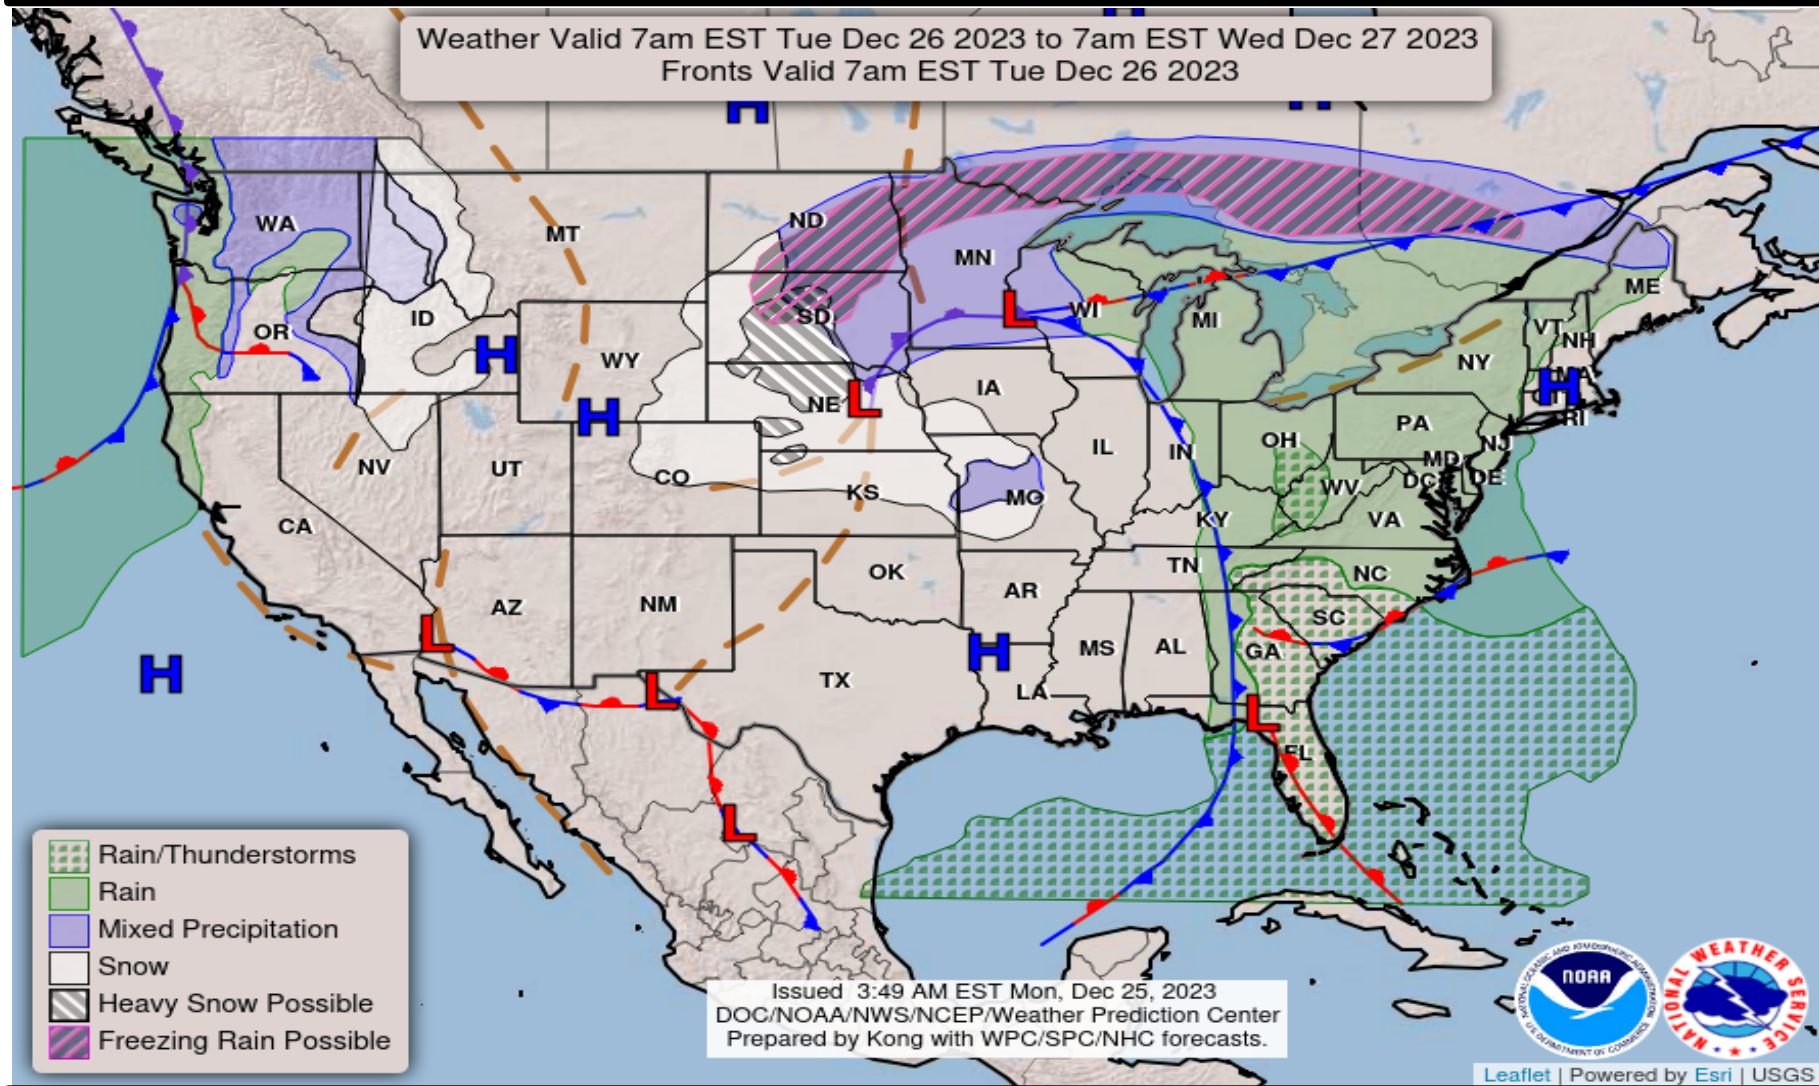 Weather Valid 7am EST Tue Dec 26 2023 to 7am EST Wed Dec 27 2023
Fronts Valid 7am EST Tue Dec 26 2023
H
H
WA
MT
ND
MN
ME
OR
ID
SD
L
WI
MI
VT
NH
H
WY
NE
L
IA
NY
MA
H
H
RI
NV
UT
CO
KS
MO
IL
IN
OH
PA
NJ
MD
DC
DE
WV
VA
CA
KY
AZ
NM
OK
AR
TN
NC
SC
L
H
H
TX
LA
MS
AL
GA
L
L
FL
L
Rain/Thunderstorms
Rain
Mixed Precipitation
Snow
Heavy Snow Possible
Freezing Rain Possible
Issued 3:49 AM EST Mon, Dec 25, 2023
DOC/NOAA/NWS/NCEP/Weather Prediction Center
Prepared by Kong with WPC/SPC/NHC forecasts.
NOAA
NATIONAL WEATHER SERVICE
Leaflet | Powered by Esri | USGS